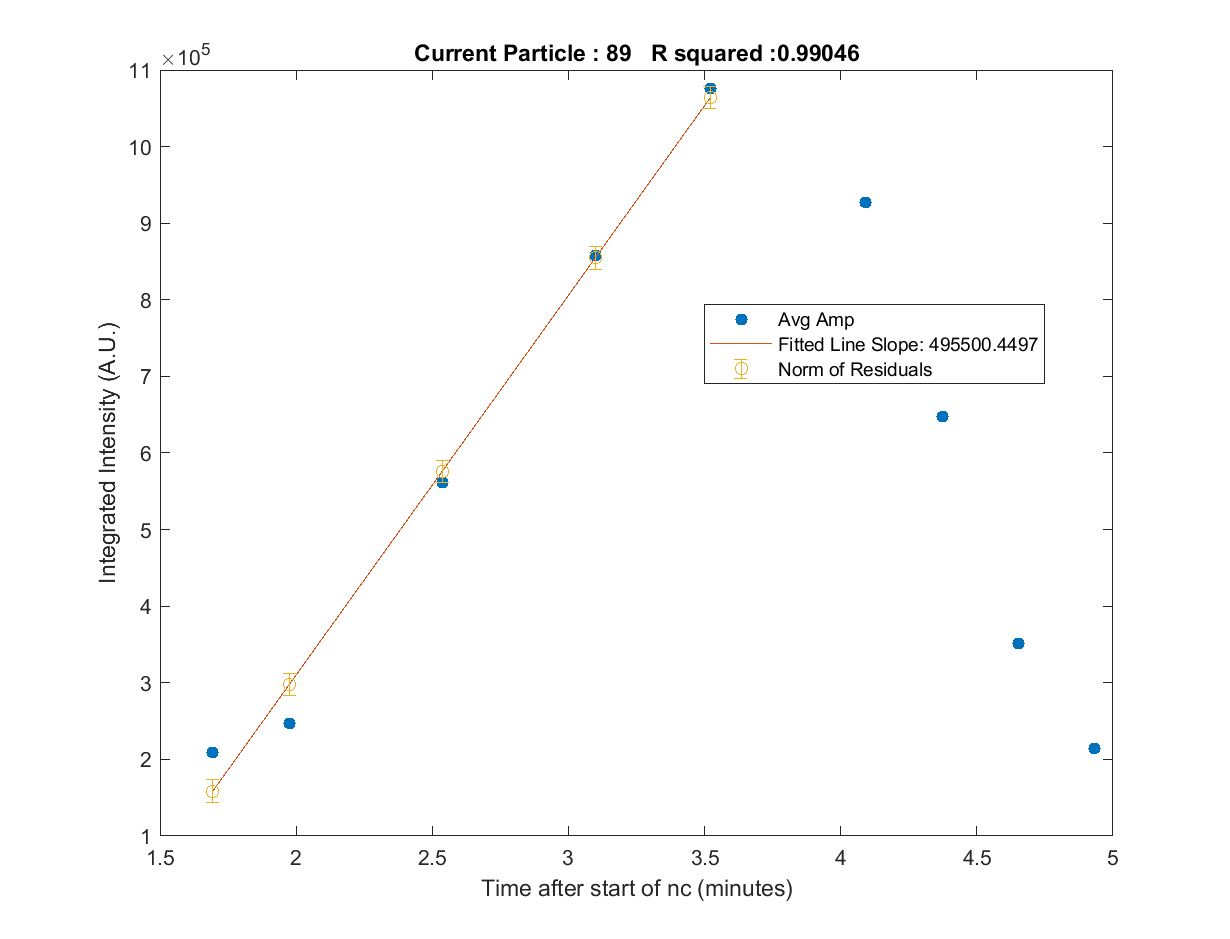 Current Particle : 89   R squared :0.99046
×10^5
11
10
9
8
7
6
5
4
3
2
1
Integrated Intensity (A.U.)
Avg Amp
Fitted Line Slope: 495500.4497
Norm of Residuals
1.5 2 2.5 3 3.5 4 4.5 5
Time after start of nc (minutes)